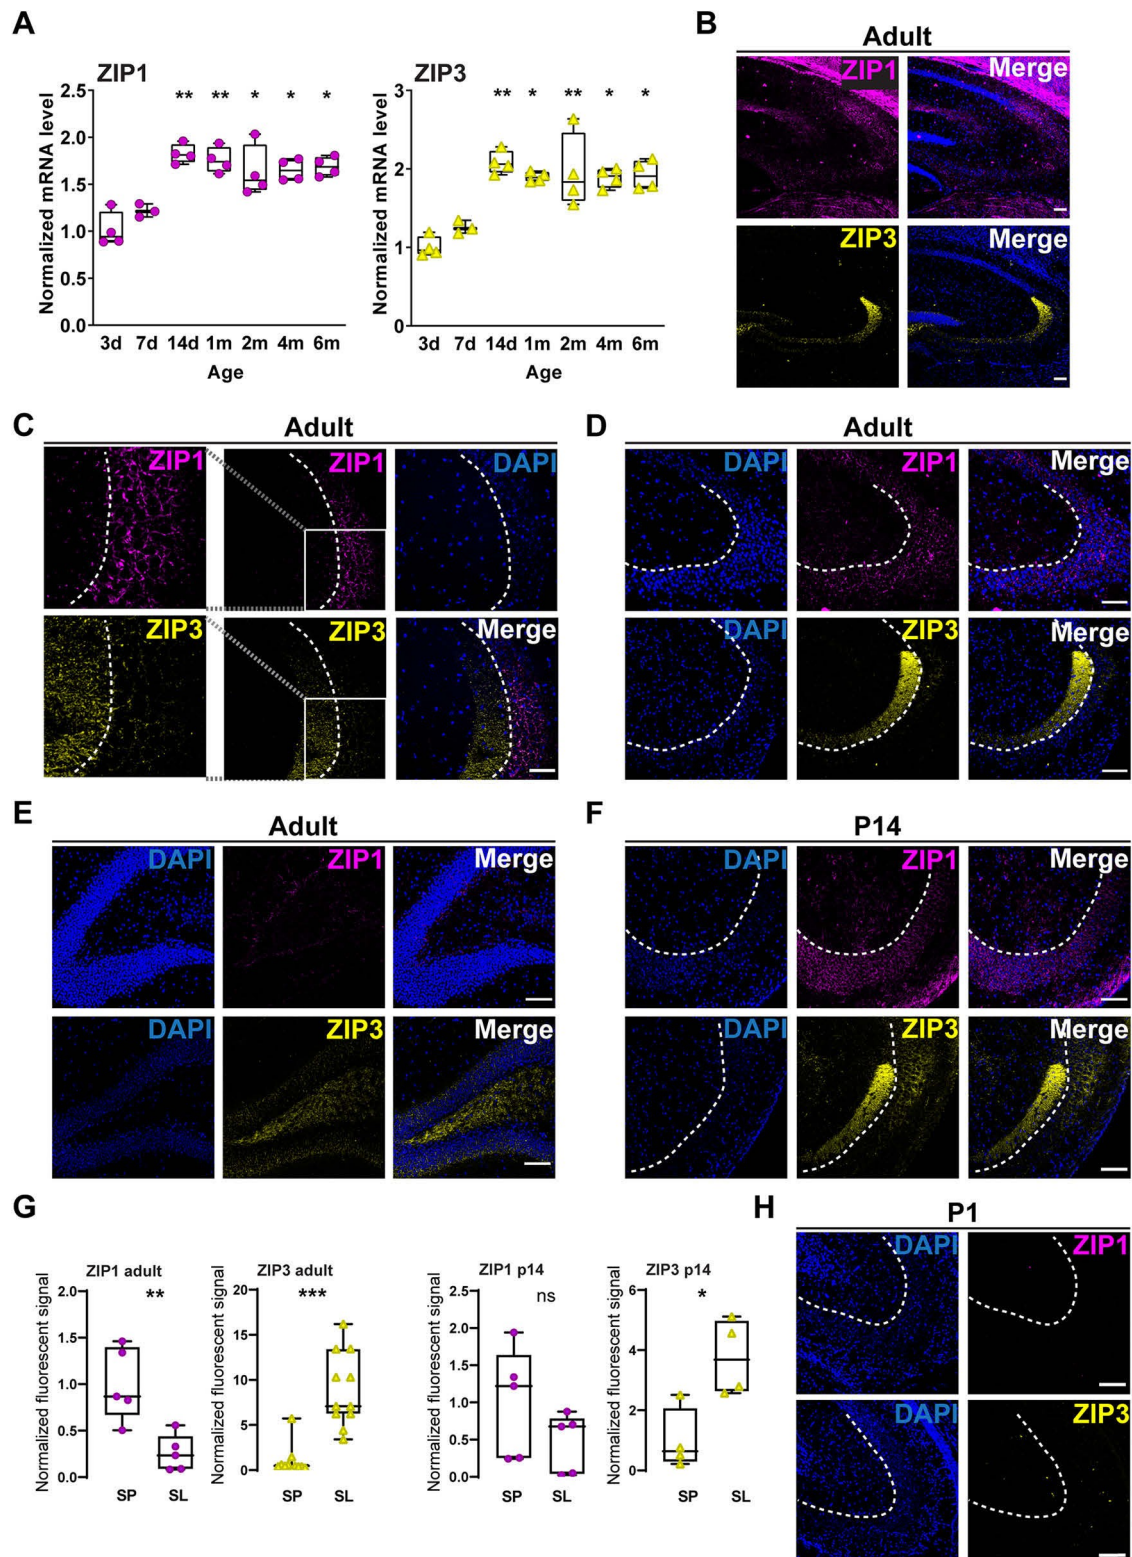 A
ZIP1
Normalized mRNA level
2.5
2.0
1.5
1.0
0.5
0.0
** ** * * *
3d 7d 14d 1m 2m 4m 6m
Age
ZIP3
Normalized mRNA level
3
2
1
0
** * ** * *
3d 7d 14d 1m 2m 4m 6m
Age
B
Adult
ZIP1 Merge
ZIP3 Merge
C
Adult
ZIP1 ZIP1 DAPI
ZIP3 ZIP3 Merge
D
Adult
DAPI ZIP1 Merge
DAPI ZIP3 Merge
E
Adult
DAPI ZIP1 Merge
DAPI ZIP3 Merge
F
P14
DAPI ZIP1 Merge
DAPI ZIP3 Merge
G
ZIP1 adult
Normalized fluorescent signal
2.0
1.5
1.0
0.5
0.0
**
SP SL
ZIP3 adult
Normalized fluorescent signal
20
15
10
5
0
***
SP SL
ZIP1 p14
Normalized fluorescent signal
2.5
2.0
1.5
1.0
0.5
0.0
ns
SP SL
ZIP3 p14
Normalized fluorescent signal
6
4
2
0
*
SP SL
H
P1
DAPI ZIP1
DAPI ZIP3